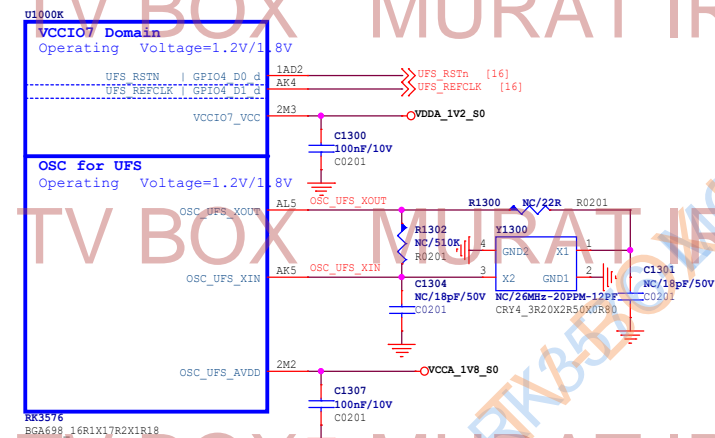 U1000K
VCCIO7 Domain
Operating Voltage=1.2V/1.8V
UFS_RSTN | GPIO4_D0_d
1AD2
UFS_RSTn [16]
UFS_REFCLK | GPIO4_D1_d
AK4
UFS_REFCLK [16]
VCCIO7_VCC
2M3
VDDA_1V2_S0
C1300
100nF/10V
C0201
OSC for UFS
Operating Voltage=1.2V/1.8V
OSC_UFS_XOUT
AL5
OSC_UFS_XOUT
R1300
NC/22R
R0201
R1302
NC/510K
R0201
Y1300
4
GND2
X1
1
OSC_UFS_XIN
AK5
OSC_UFS_XIN
3
X2
GND1
2
C1301
NC/18pF/50V
C0201
C1304
NC/18pF/50V
C0201
NC/26MHz-20PPM-12PF
CRY4_3R20X2R50X0R80
OSC_UFS_AVDD
2M2
VCCA_1V8_S0
C1307
100nF/10V
C0201
RK3576
BGA698_16R1X17R2X1R18
TV BOX MURAT
TV BOX MURAT
TV BOX MURAT
RK3576